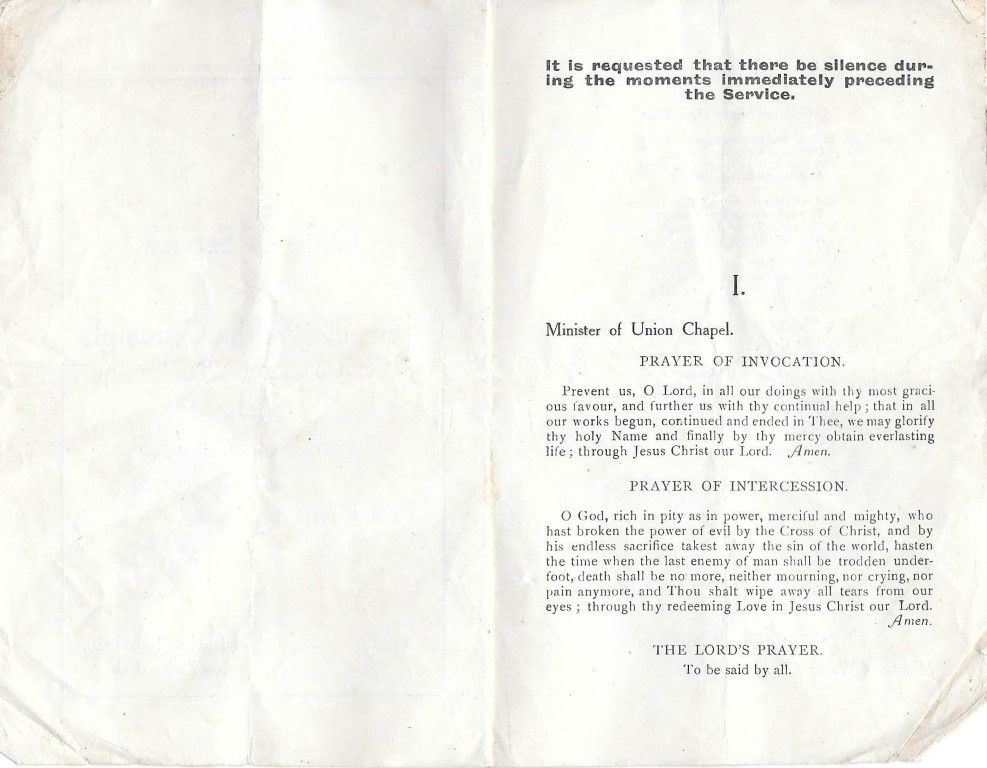 It is requested that there be silence dur-
ing the moments immediately preceding
the Service.
I.
Minister of Union Chapel.
PRAYER OF INVOCATION.
Prevent us, O Lord, in all our doings with thy most graci-
ous favour, and further us with thy continual help ; that in all
our works begun, continued and ended in Thee, we may glorify
thy holy Name and finally by thy mercy obtain everlasting
life ; through Jesus Christ our Lord. Amen.
PRAYER OF INTERCESSION.
O God, rich in pity as in power, merciful and mighty, who
hast broken the power of evil by the Cross of Christ, and by
his endless sacrifice takest away the sin of the world, hasten
the time when the last enemy of man shall be trodden under-
foot, death shall be no more, neither mourning, nor crying, nor
pain anymore, and Thou shalt wipe away all tears from our
eyes ; through thy redeeming Love in Jesus Christ our Lord.
Amen.
THE LORD'S PRAYER.
To be said by all.